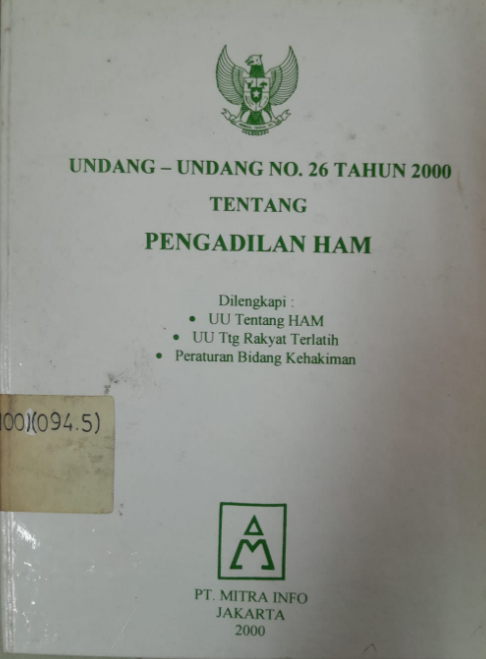 UNDANG – UNDANG NO. 26 TAHUN 2000
TENTANG
PENGADILAN HAM
Dilengkapi :
• UU Tentang HAM
• UU Ttg Rakyat Terlatih
• Peraturan Bidang Kehakiman
100)(094.5)
PT. MITRA INFO
JAKARTA
2000